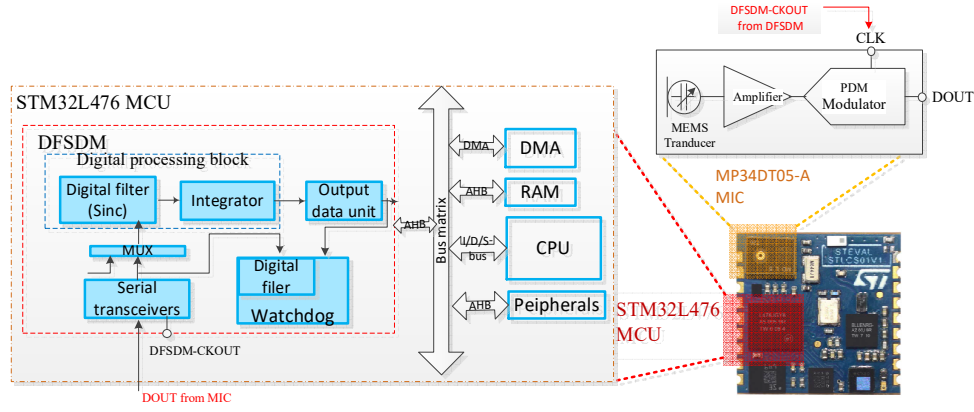 DFSDM-CKOUT
from DFSDM
CLK
Amplifier
PDM
Modulator
DOUT
MEMS
Tranducer
MP34DT05-A
MIC
STM32L476 MCU
DFSDM
Digital processing block
Digital filter
(Sinc)
Integrator
Output
data unit
MUX
Serial
transceivers
Digital
filer
Watchdog
DFSDM-CKOUT
DOUT from MIC
AHB
Bus matrix
DMA
DMA
AHB
RAM
I/D/S-
bus
CPU
AHB
Peipherals
STM32L476
MCU
STEVAL
STLCS01V1
ST